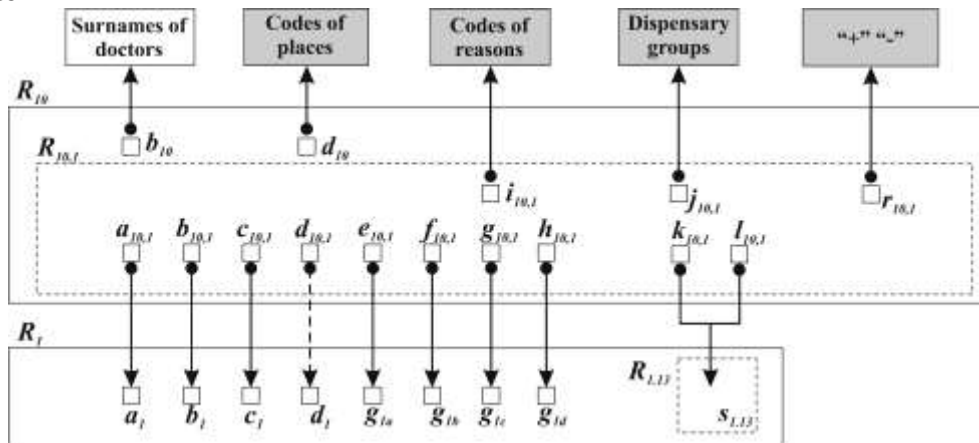 Surnames of doctors
Codes of places
Codes of reasons
Dispensary groups
“+” “-”
R10
b10
d10
R10,1
i10,1
j10,1
r10,1
a10,1 b10,1 c10,1 d10,1 e10,1 f10,1 g10,1 h10,1 k10,1 l10,1
R1
R1,13
a1 b1 c1 d1 g1a g1b g1c g1d s1,13